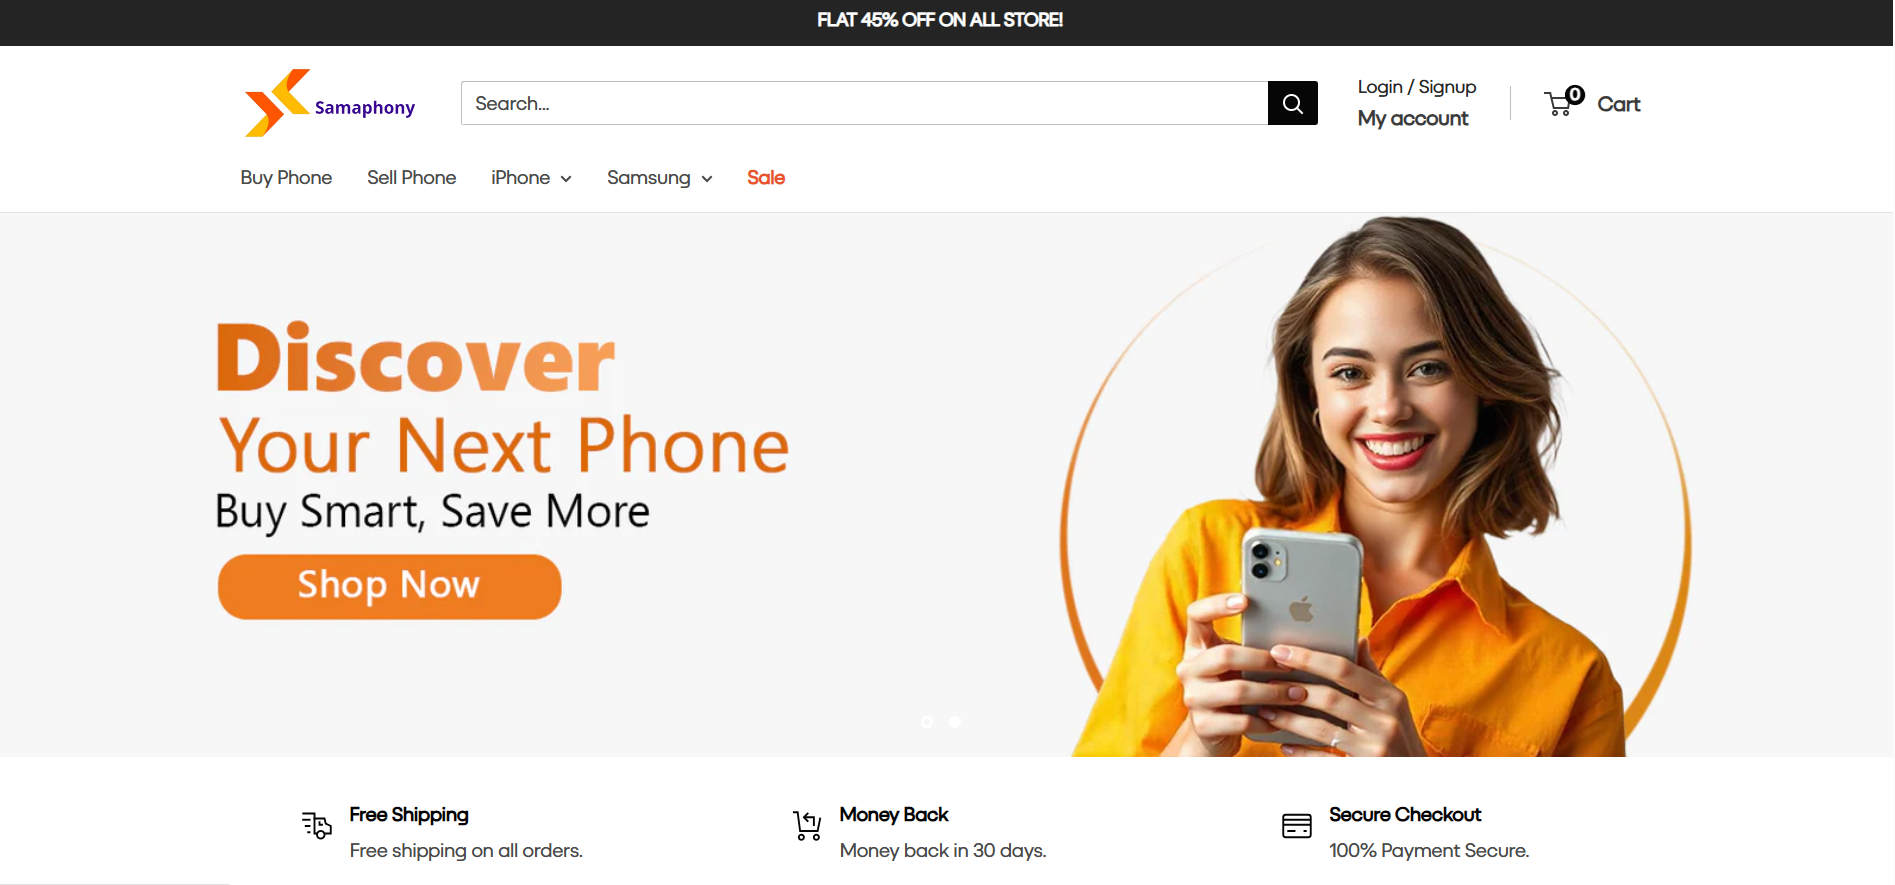 FLAT 45% OFF ON ALL STORE!
Samaphony
Search...
Login / Signup
My account
0
Cart
Buy Phone
Sell Phone
iPhone
Samsung
Sale
Discover
Your Next Phone
Buy Smart, Save More
Shop Now
Free Shipping
Free shipping on all orders.
Money Back
Money back in 30 days.
Secure Checkout
100% Payment Secure.